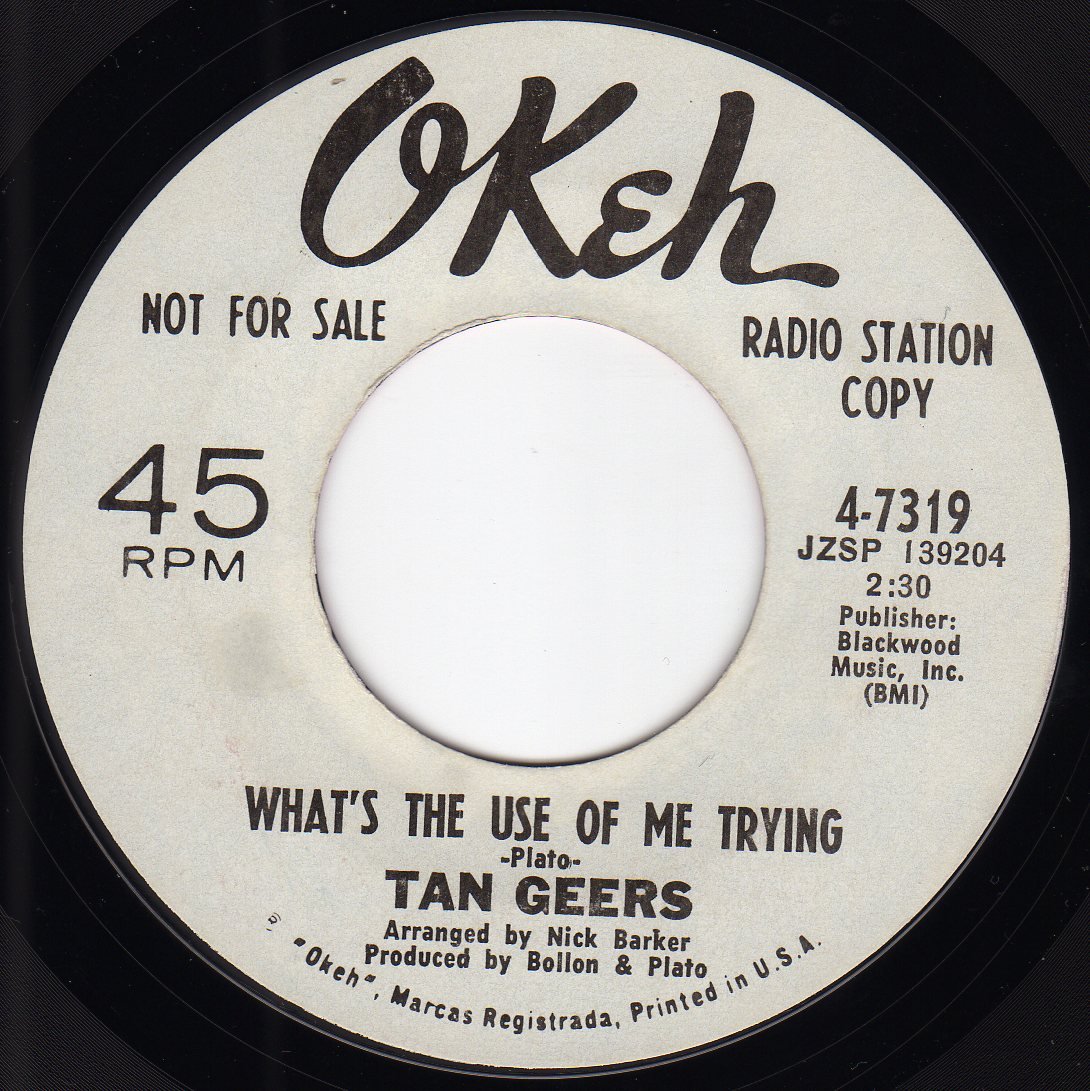 OKeh
NOT FOR SALE
RADIO STATION
COPY
45
RPM
4-7319
JZSP 139204
2:30
Publisher:
Blackwood
Music, Inc.
(BMI)
WHAT'S THE USE OF ME TRYING
-Plato-
TAN GEERS
Arranged by Nick Barker
Produced by Bollon & Plato
"Okeh", Marcas Registrada, Printed in U.S.A.